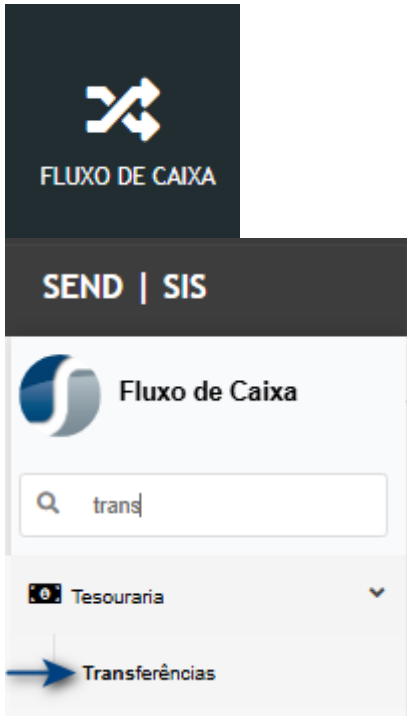 FLUXO DE CAIXA
SEND | SIS
Fluxo de Caixa
trans
Tesouraria
Transferências